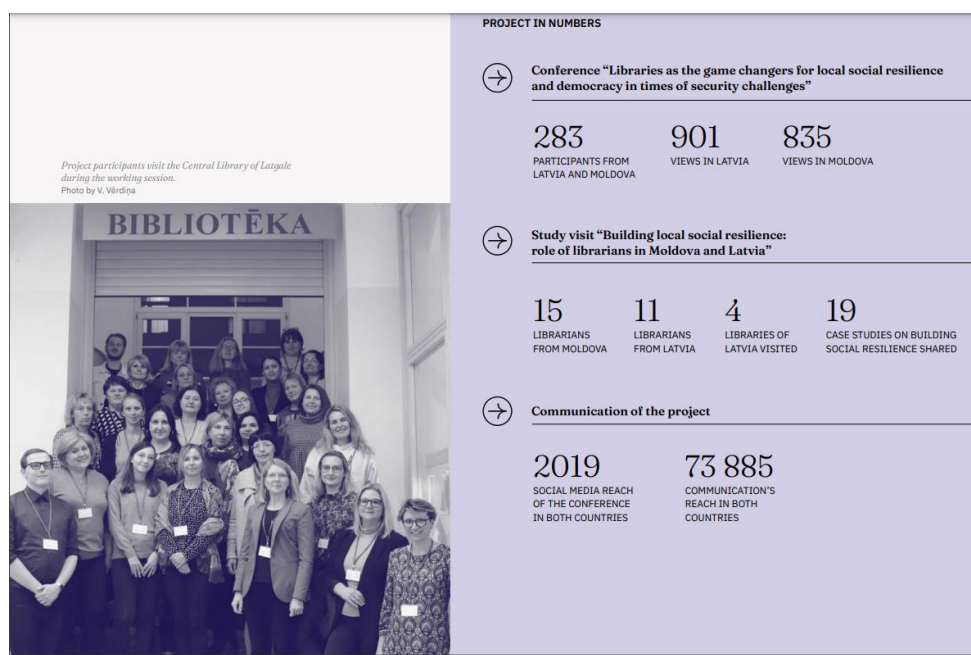 PROJECT IN NUMBERS
Conference “Libraries as the game changers for local social resilience
and democracy in times of security challenges”
283
PARTICIPANTS FROM
LATVIA AND MOLDOVA
901
VIEWS IN LATVIA
835
VIEWS IN MOLDOVA
Project participants visit the Central Library of Latgale
during the working session.
Photo by V. Vērdiņa
BIBLIOTĒKA
Study visit “Building local social resilience:
role of librarians in Moldova and Latvia”
15
LIBRARIANS
FROM MOLDOVA
11
LIBRARIANS
FROM LATVIA
4
LIBRARIES OF
LATVIA VISITED
19
CASE STUDIES ON BUILDING
SOCIAL RESILIENCE SHARED
Communication of the project
2019
SOCIAL MEDIA REACH
OF THE CONFERENCE
IN BOTH COUNTRIES
73 885
COMMUNICATION’S
REACH IN BOTH
COUNTRIES